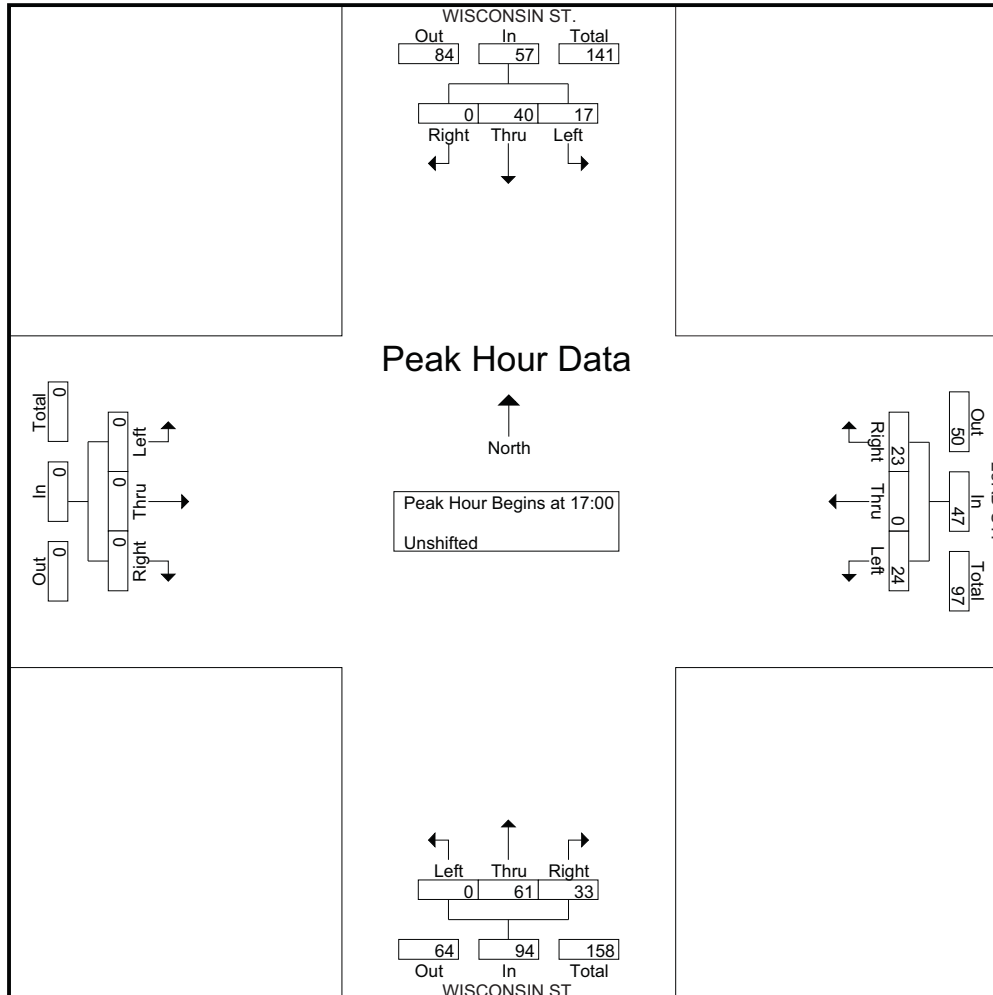 WISCONSIN ST.
Out In Total
84 57 141
0 40 17
Right Thru Left
Peak Hour Data
North
Peak Hour Begins at 17:00
Unshifted
Total In Out
0 0 0
0 0 0
Left Thru Right
Right Thru Left
23 0 24
Out In Total
50 47 97
Left Thru Right
0 61 33
64 94 158
Out In Total
WISCONSIN ST.